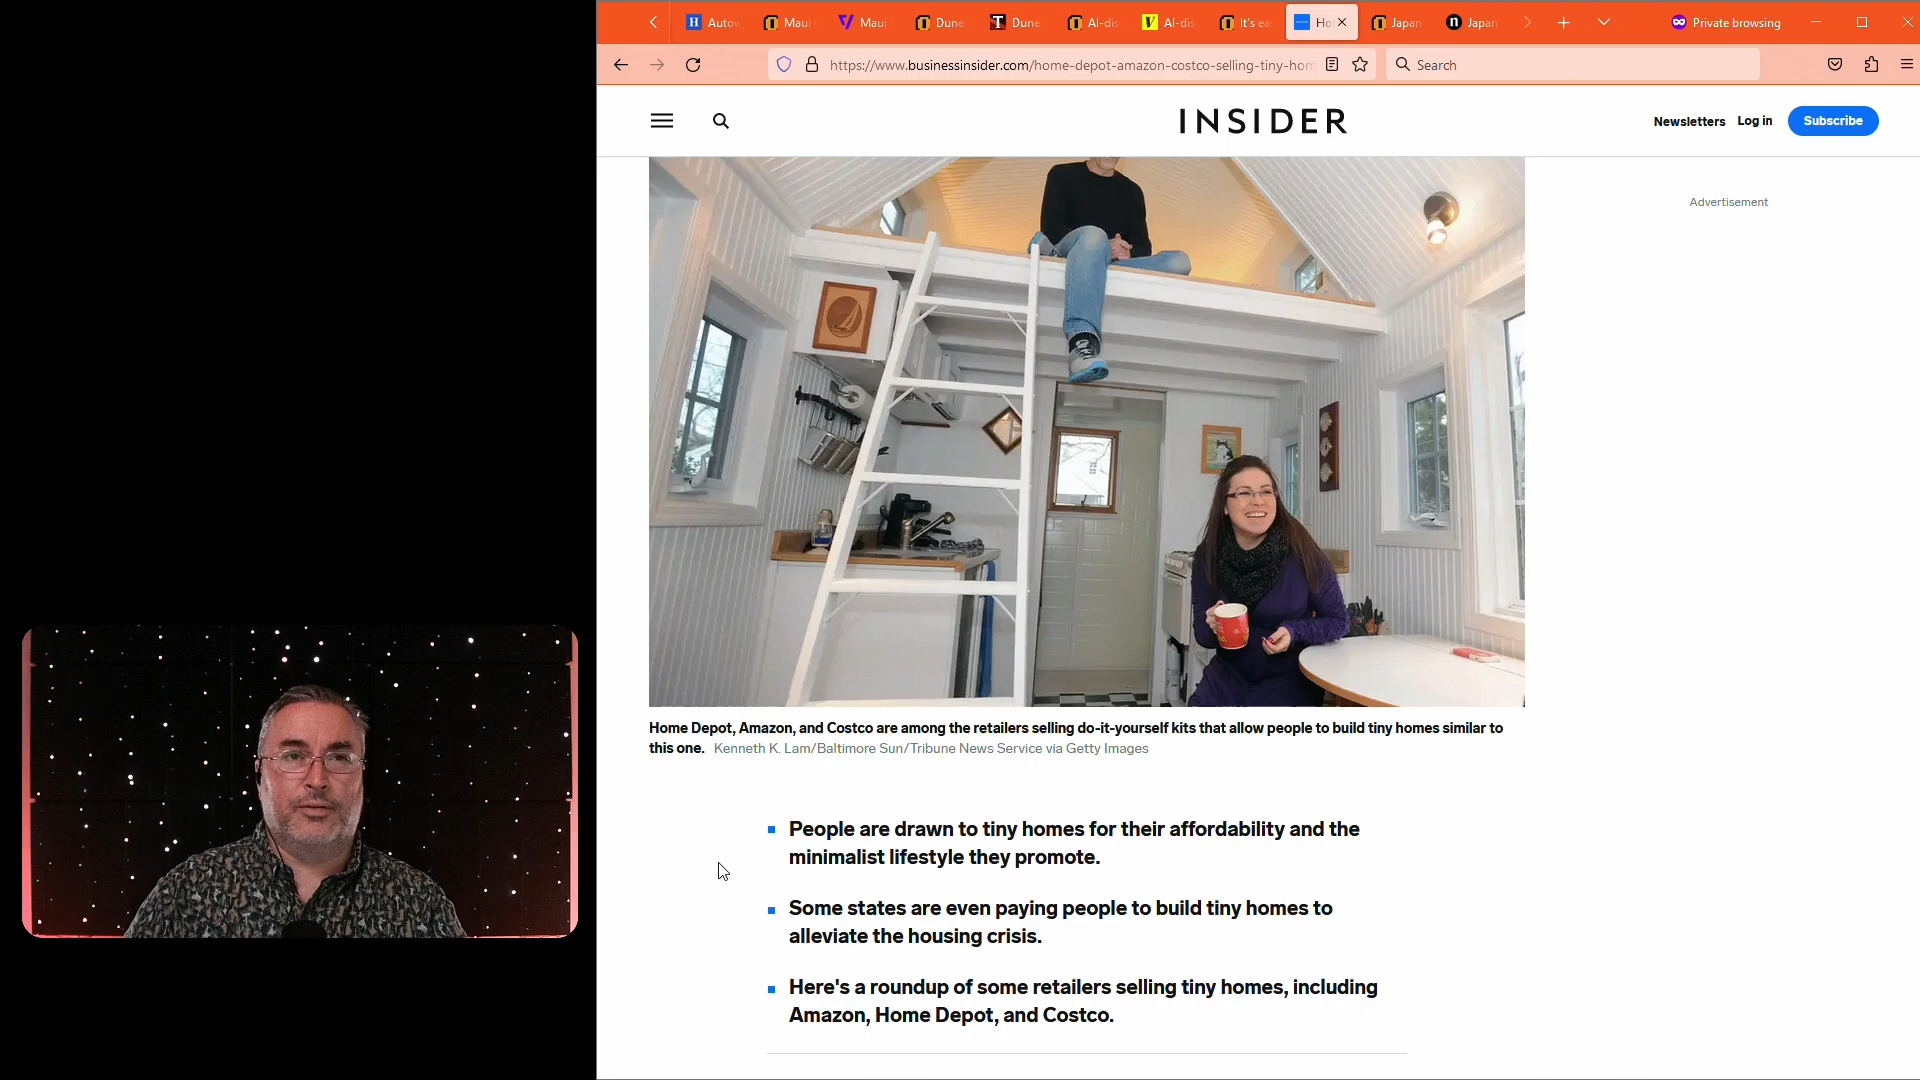 Autow
Maui
Maui
Dune
Dune
AI-dis
AI-dis
It's ea
Ho
Japan
Japan
Private browsing
https://www.businessinsider.com/home-depot-amazon-costco-selling-tiny-hom
Search
INSIDER
Newsletters
Log in
Subscribe
Advertisement
Home Depot, Amazon, and Costco are among the retailers selling do-it-yourself kits that allow people to build tiny homes similar to
this one. Kenneth K. Lam/Baltimore Sun/Tribune News Service via Getty Images
People are drawn to tiny homes for their affordability and the
minimalist lifestyle they promote.
Some states are even paying people to build tiny homes to
alleviate the housing crisis.
Here's a roundup of some retailers selling tiny homes, including
Amazon, Home Depot, and Costco.